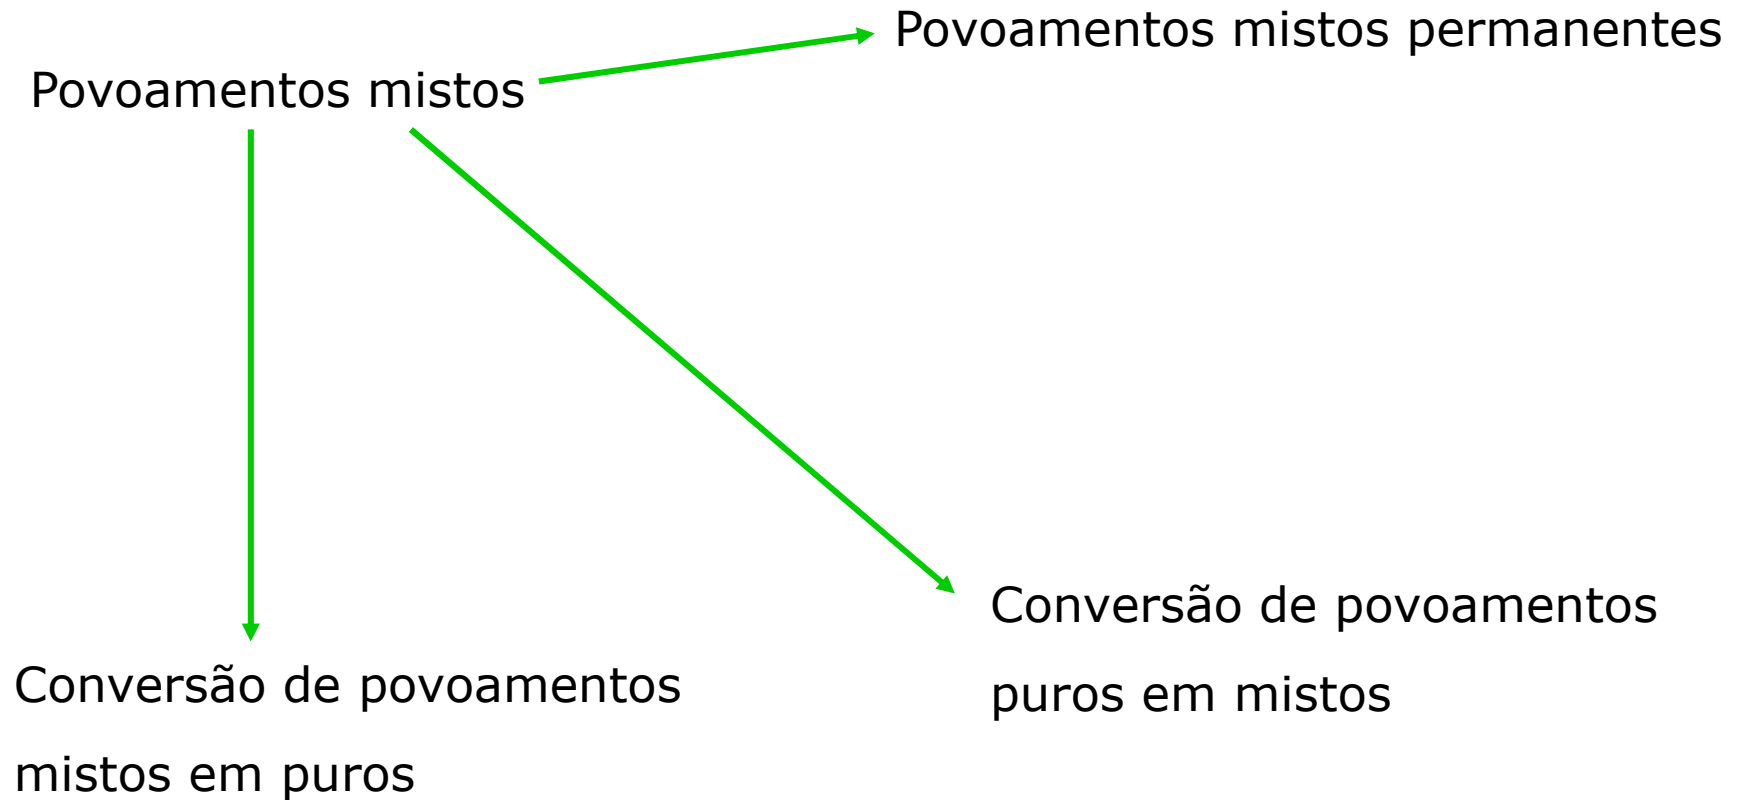 Povoamentos mistos permanentes
Povoamentos mistos
Conversão de povoamentos
puros em mistos
Conversão de povoamentos
mistos em puros